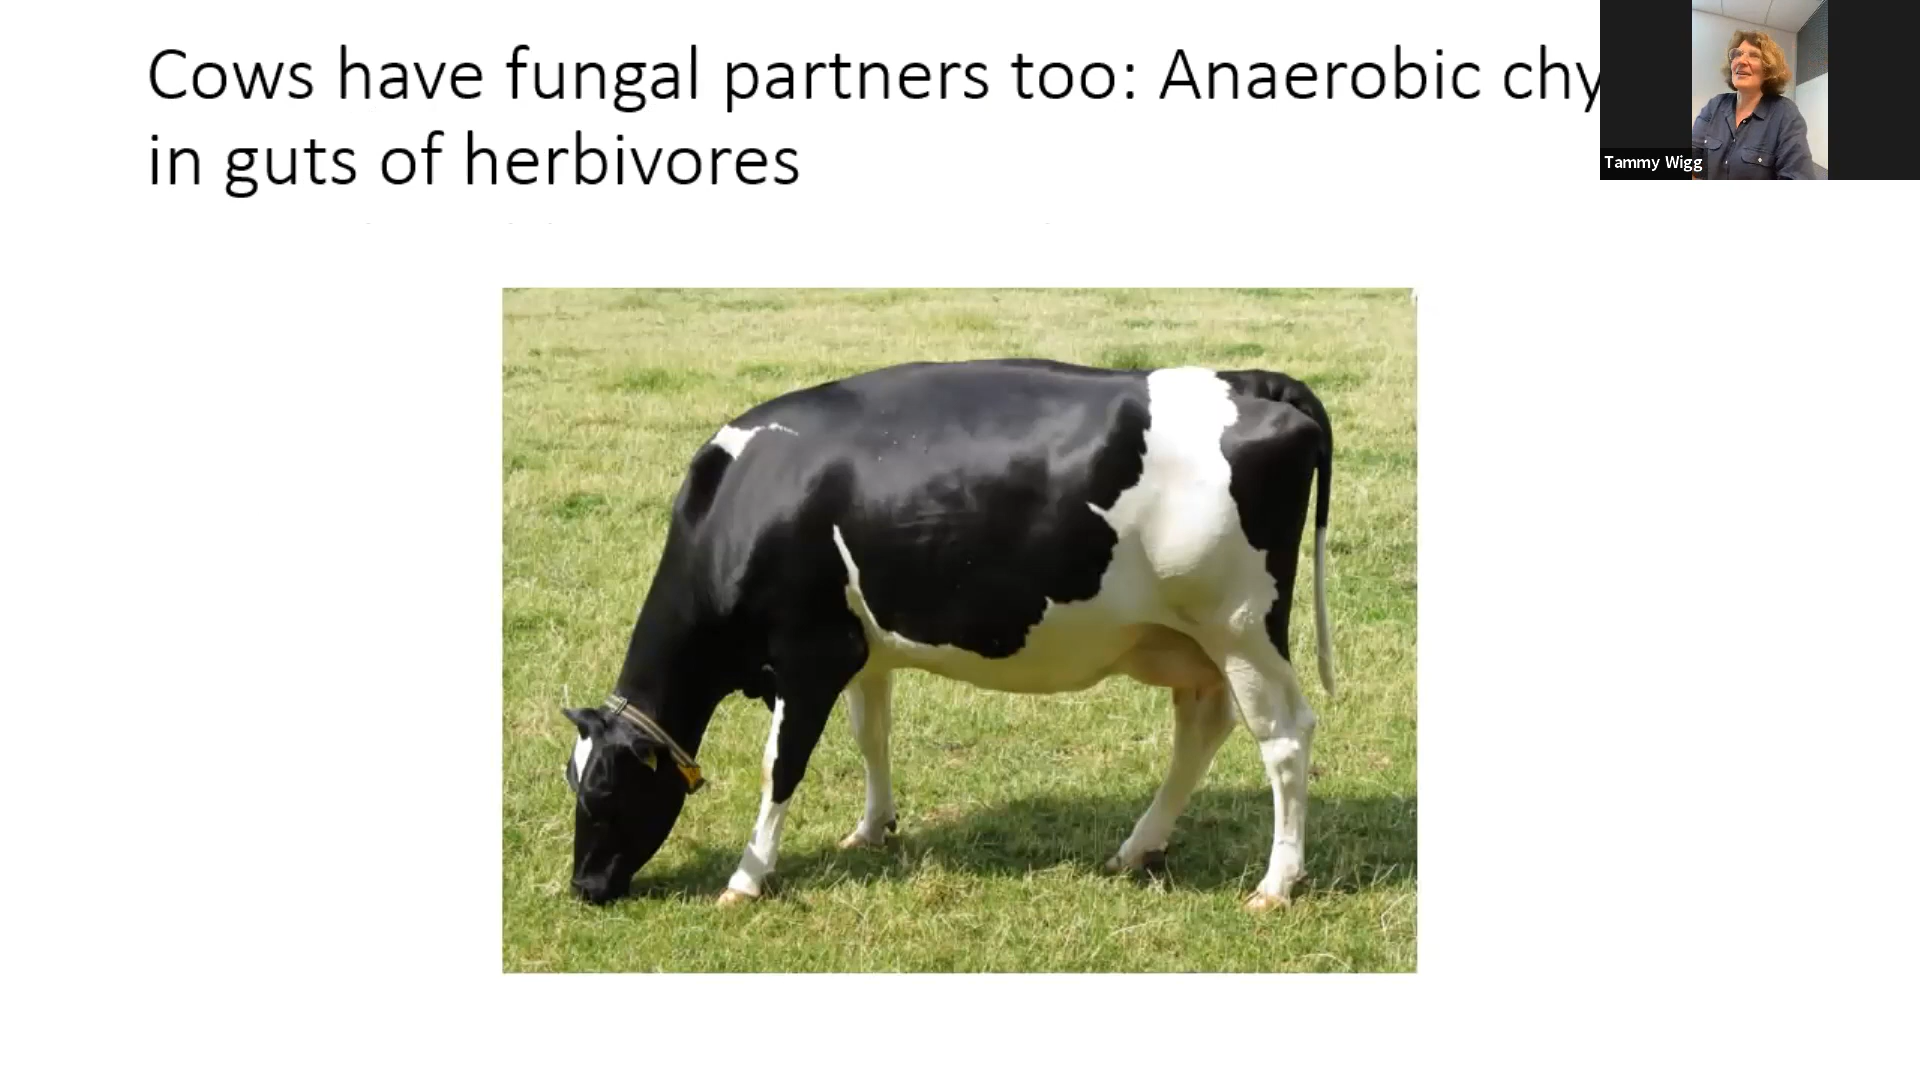 Cows have fungal partners too: Anaerobic chy
in guts of herbivores
Tammy Wigg